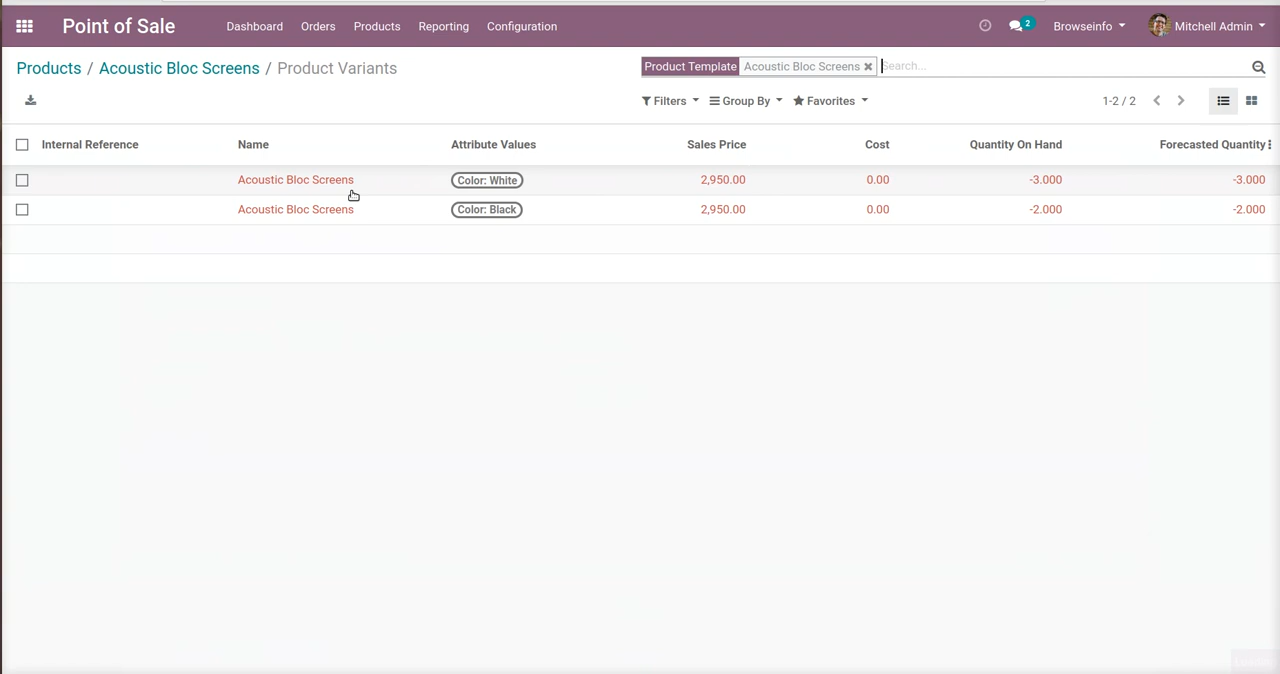 Point of Sale Dashboard Orders Products Reporting Configuration 2 Browseinfo Mitchell Admin
Products / Acoustic Bloc Screens / Product Variants Product Template Acoustic Bloc Screens Search...
Filters Group By Favorites 1-2 / 2
Internal Reference Name Attribute Values Sales Price Cost Quantity On Hand Forecasted Quantity
Acoustic Bloc Screens Color: White 2,950.00 0.00 -3.000 -3.000
Acoustic Bloc Screens Color: Black 2,950.00 0.00 -2.000 -2.000